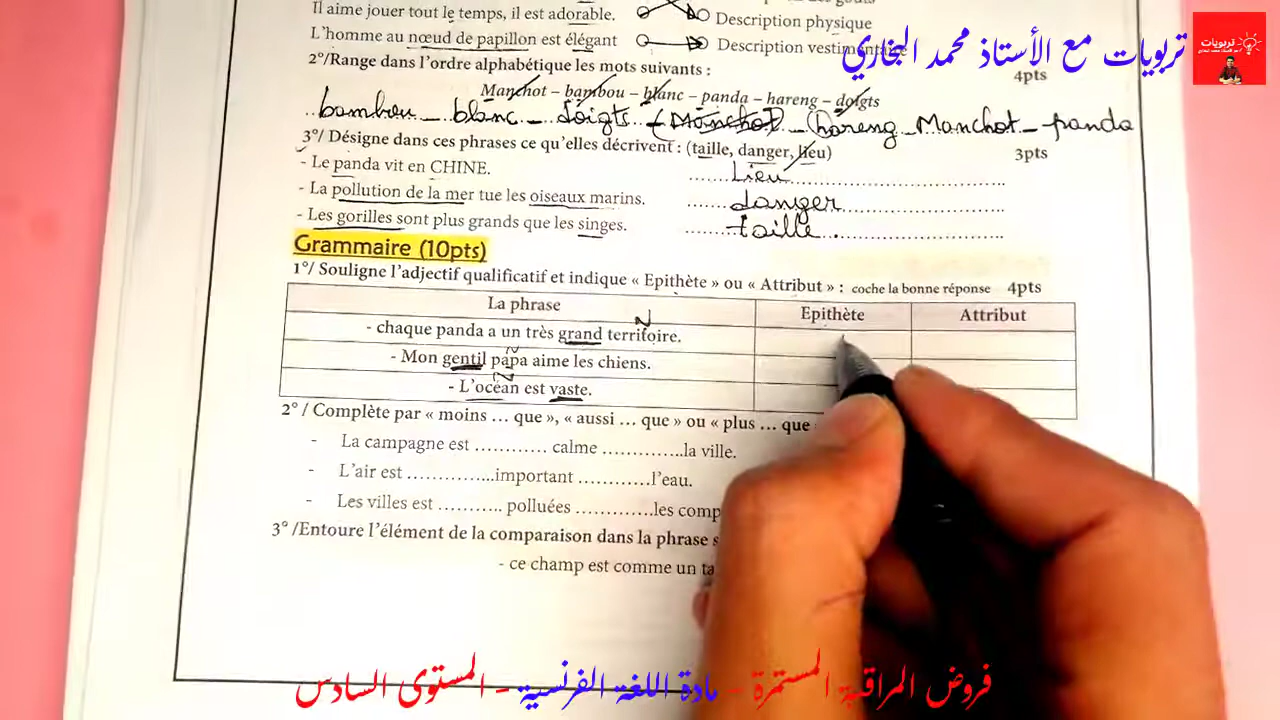 Il aime jouer tout le temps, il est adorable.
Description physique
L'homme au nœud de papillon est élégant
Description vestimentaire
تربويات مع الأستاذ محمد البخاري
تربويات
2°/Range dans l'ordre alphabétique les mots suivants :
4pts
Manchot – bambou – blanc – panda – hareng – doigts
bambou – blanc – doigts – (Manchot) – (hareng – Manchot – panda
3°/ Désigne dans ces phrases ce qu'elles décrivent : (taille, danger, lieu)
3pts
- Le panda vit en CHINE.
.......Lieu..............................
- La pollution de la mer tue les oiseaux marins.
.......danger..............................
- Les gorilles sont plus grands que les singes.
.......taille..............................
Grammaire (10pts)
1°/ Souligne l'adjectif qualificatif et indique « Epithète » ou « Attribut » : coche la bonne réponse 4pts
La phrase
Epithète
Attribut
N
- chaque panda a un très grand territoire.
N
- Mon gentil papa aime les chiens.
N
- L'océan est vaste.
2° / Complète par « moins … que », « aussi … que » ou « plus … que
- La campagne est ………… calme …………..la ville.
- L'air est …………...important …………l'eau.
- Les villes est ……….. polluées ………….les comp
3° /Entoure l'élément de la comparaison dans la phrase s
- ce champ est comme un ta
فروض المراقبة المستمرة - مادة اللغة الفرنسية - المستوى السادس